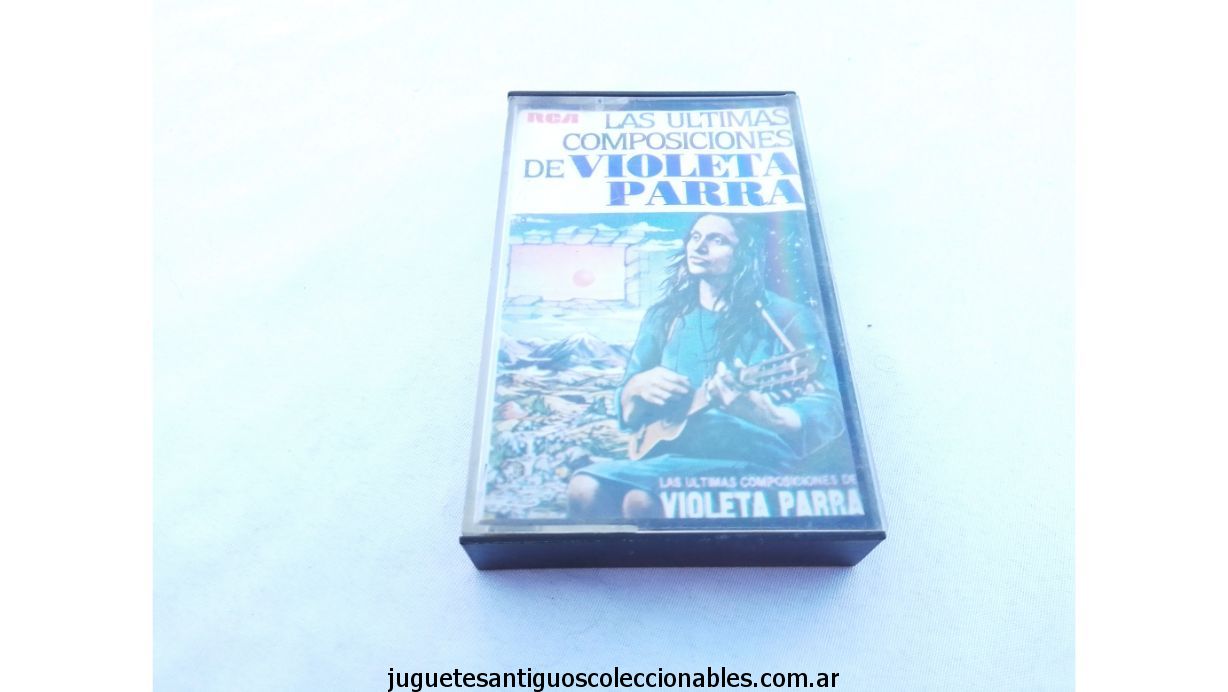 RCA
LAS ULTIMAS
COMPOSICIONES
DE VIOLETA
PARRA
LAS ULTIMAS COMPOSICIONES DE
VIOLETA PARRA
juguetesantiguoscoleccionables.com.ar